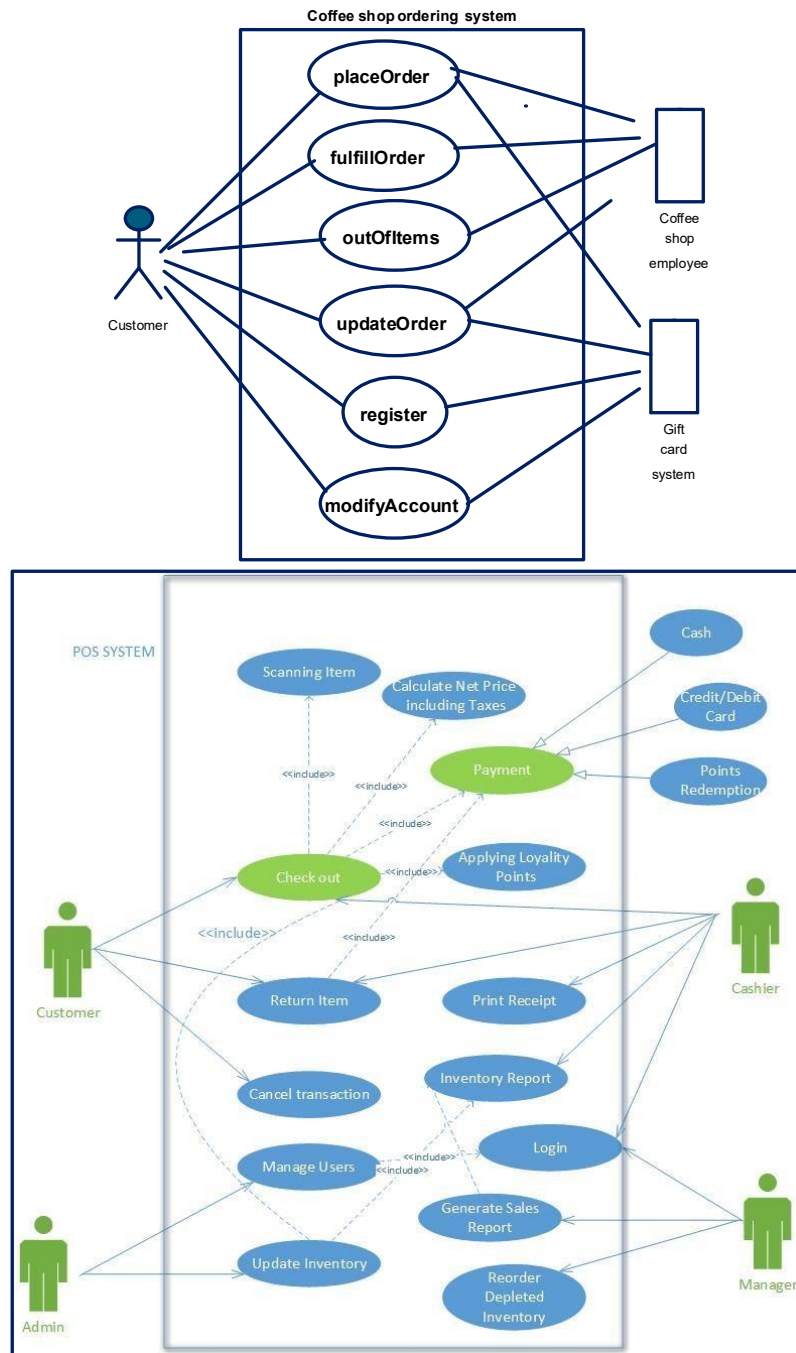 Coffee shop ordering system
placeOrder
fulfillOrder
outOfItems
updateOrder
register
modifyAccount
Customer
Coffee
shop
employee
Gift
card
system
POS SYSTEM
Scanning Item
Calculate Net Price
including Taxes
Cash
Credit/Debit
Card
Points
Redemption
Payment
<<include>>
<<include>>
<<include>>
Check out
<<include>>
Applying Loyality
Points
<<include>>
<<include>>
Customer
Cashier
Return Item
Print Receipt
Cancel transaction
Inventory Report
Manage Users
<<include>>
<<include>>
Login
Generate Sales
Report
Update Inventory
Reorder
Depleted
Inventory
Admin
Manager